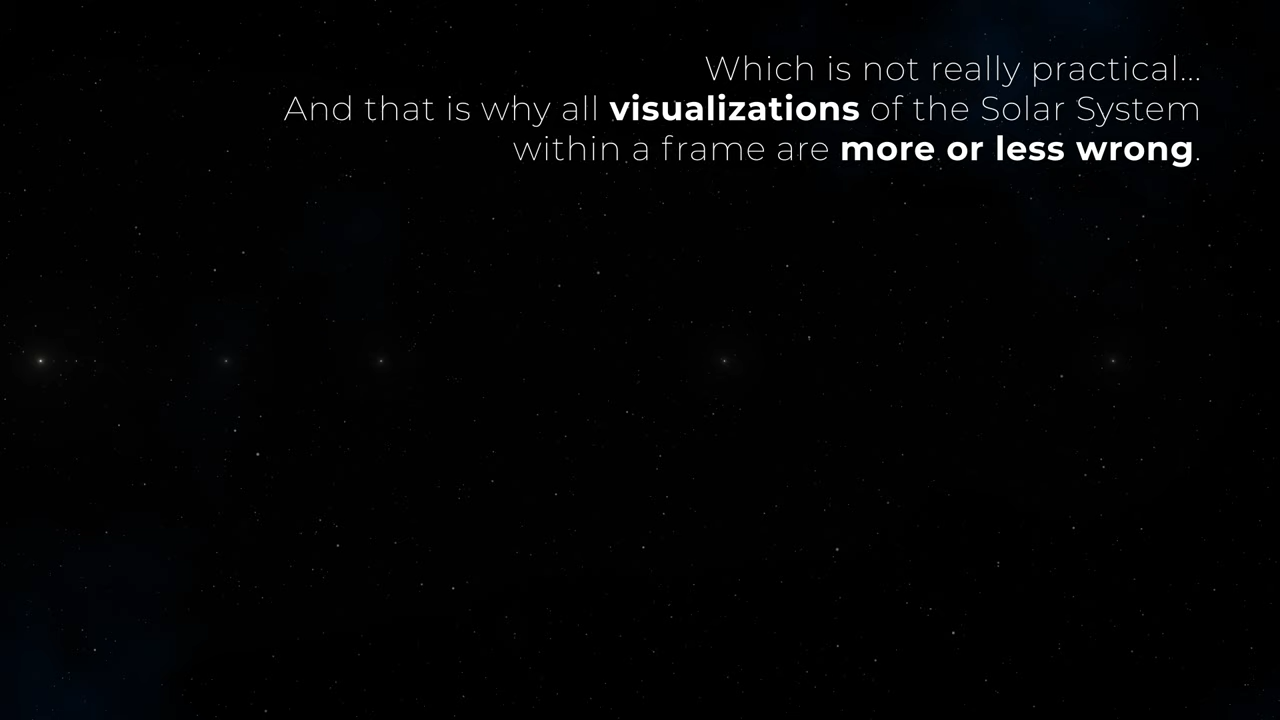 Which is not really practical...
And that is why all visualizations of the Solar System
within a frame are more or less wrong.